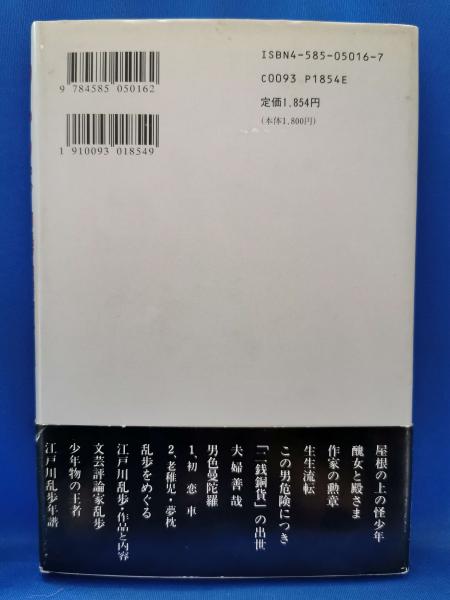 ISBN4-585-05016-7
C0093 P1854E
定価1,854円
(本体1,800円)
9 784585 050162
1 910093 018549
屋根の上の怪少年
醜女と殿さま
作家の勲章
生生流転
この男危険につき
「二銭銅貨」の出世
夫婦善哉
男色曼陀羅
1、初恋車
2、老稚児・夢枕
乱歩をめぐる
江戸川乱歩・作品と内容
文芸評論家乱歩
少年物の王者
江戸川乱歩年譜